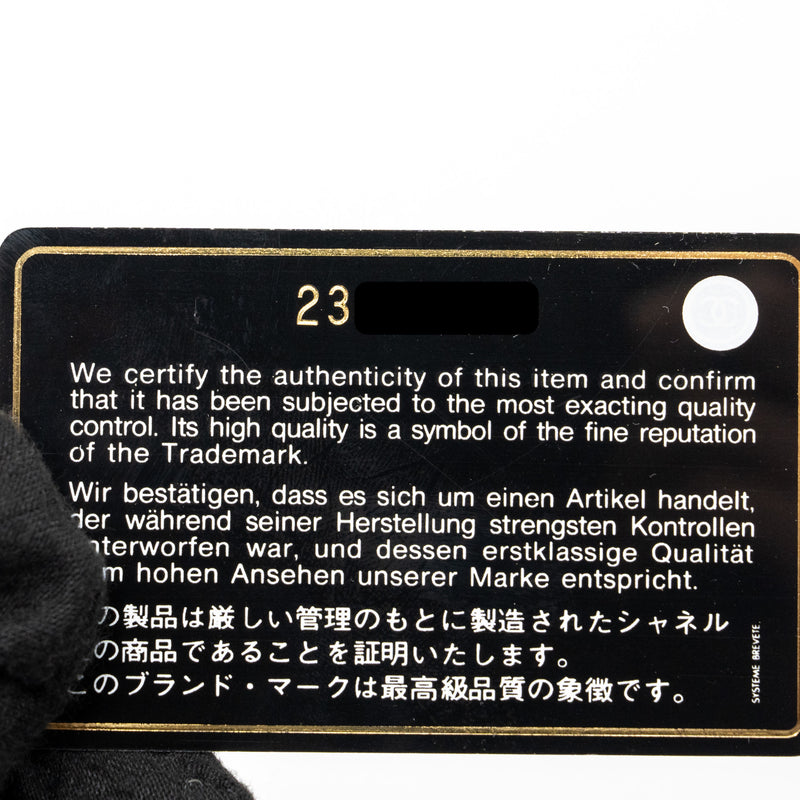 23
We certify the authenticity of this item and confirm
that it has been subjected to the most exacting quality
control. Its high quality is a symbol of the fine reputation
of the Trademark.
Wir bestätigen, dass es sich um einen Artikel handelt,
der während seiner Herstellung strengsten Kontrollen
unterworfen war, und dessen erstklassige Qualität
hohen Ansehen unserer Marke entspricht.
の製品は厳しい管理のもとに製造されたシャネル
の商品であることを証明いたします。
このブランド・マークは最高級品質の象徴です。
SYSTEME BREVETE.